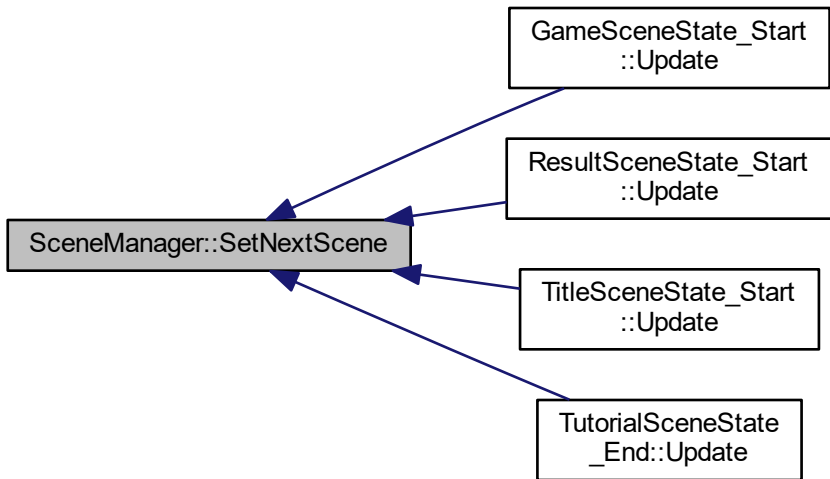 GameSceneState_Start
::Update
ResultSceneState_Start
::Update
SceneManager::SetNextScene
TitleSceneState_Start
::Update
TutorialSceneState
_End::Update